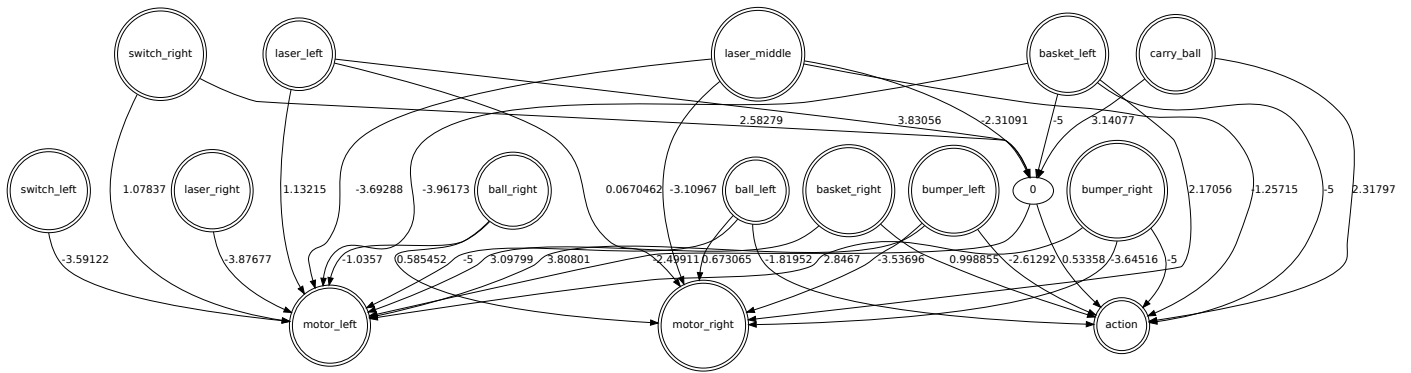 switch_right
laser_left
laser_middle
basket_left
carry_ball
2.58279
3.83056
-2.31091
-5
3.14077
switch_left
1.07837
laser_right
1.13215
-3.69288
-3.96173
ball_right
0.0670462
-3.10967
ball_left
basket_right
bumper_left
0
bumper_right
2.17056
-1.25715
-5
2.31797
-3.59122
-3.87677
-1.0357
0.585452
-5
3.09799
3.80801
-2.49911
0.673065
-1.81952
2.8467
-3.53696
0.998855
-2.61292
0.53358
-3.64516
-5
motor_left
motor_right
action